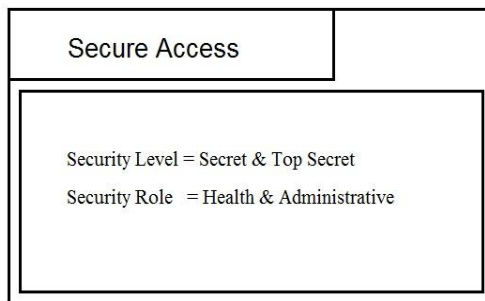 Secure Access
Security Level = Secret & Top Secret
Security Role = Health & Administrative